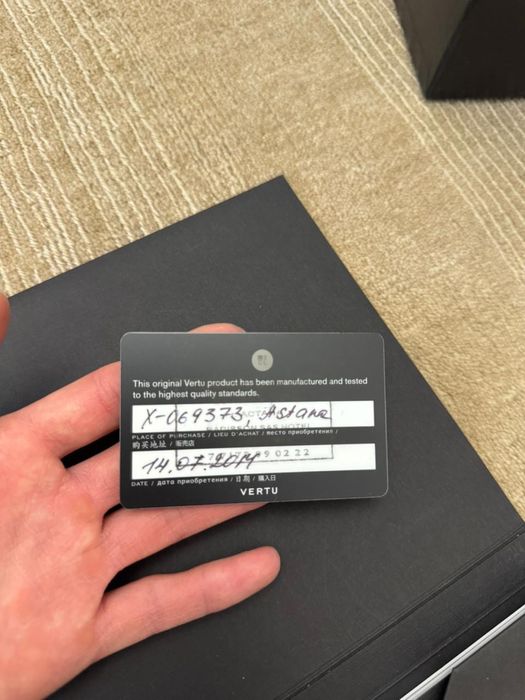 This original Vertu product has been manufactured and tested
to the highest quality standards.
X-069373, Astana
PLACE OF PURCHASE / LIEU D'ACHAT / место приобретения /
购买地址 / 販売店
14.07.2011
DATE / дата приобретения / 日期 / 購入日
VERTU